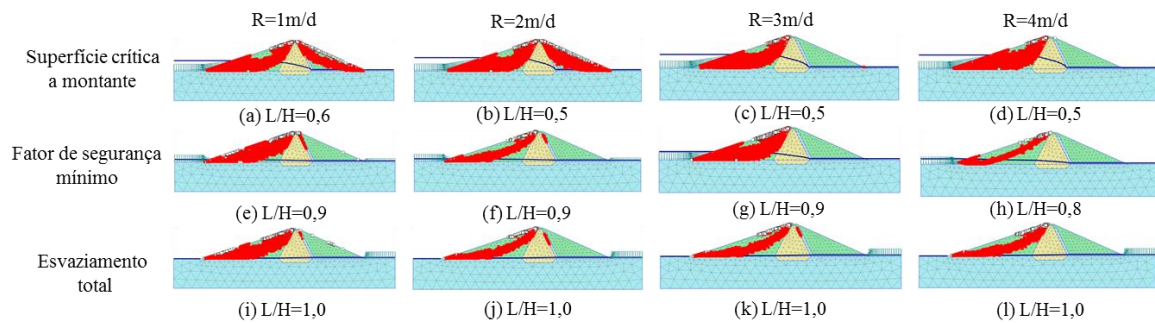 R=1m/d R=2m/d R=3m/d R=4m/d
Superfície crítica
a montante
(a) L/H=0,6 (b) L/H=0,5 (c) L/H=0,5 (d) L/H=0,5
Fator de segurança
mínimo
(e) L/H=0,9 (f) L/H=0,9 (g) L/H=0,9 (h) L/H=0,8
Esvaziamento
total
(i) L/H=1,0 (j) L/H=1,0 (k) L/H=1,0 (l) L/H=1,0